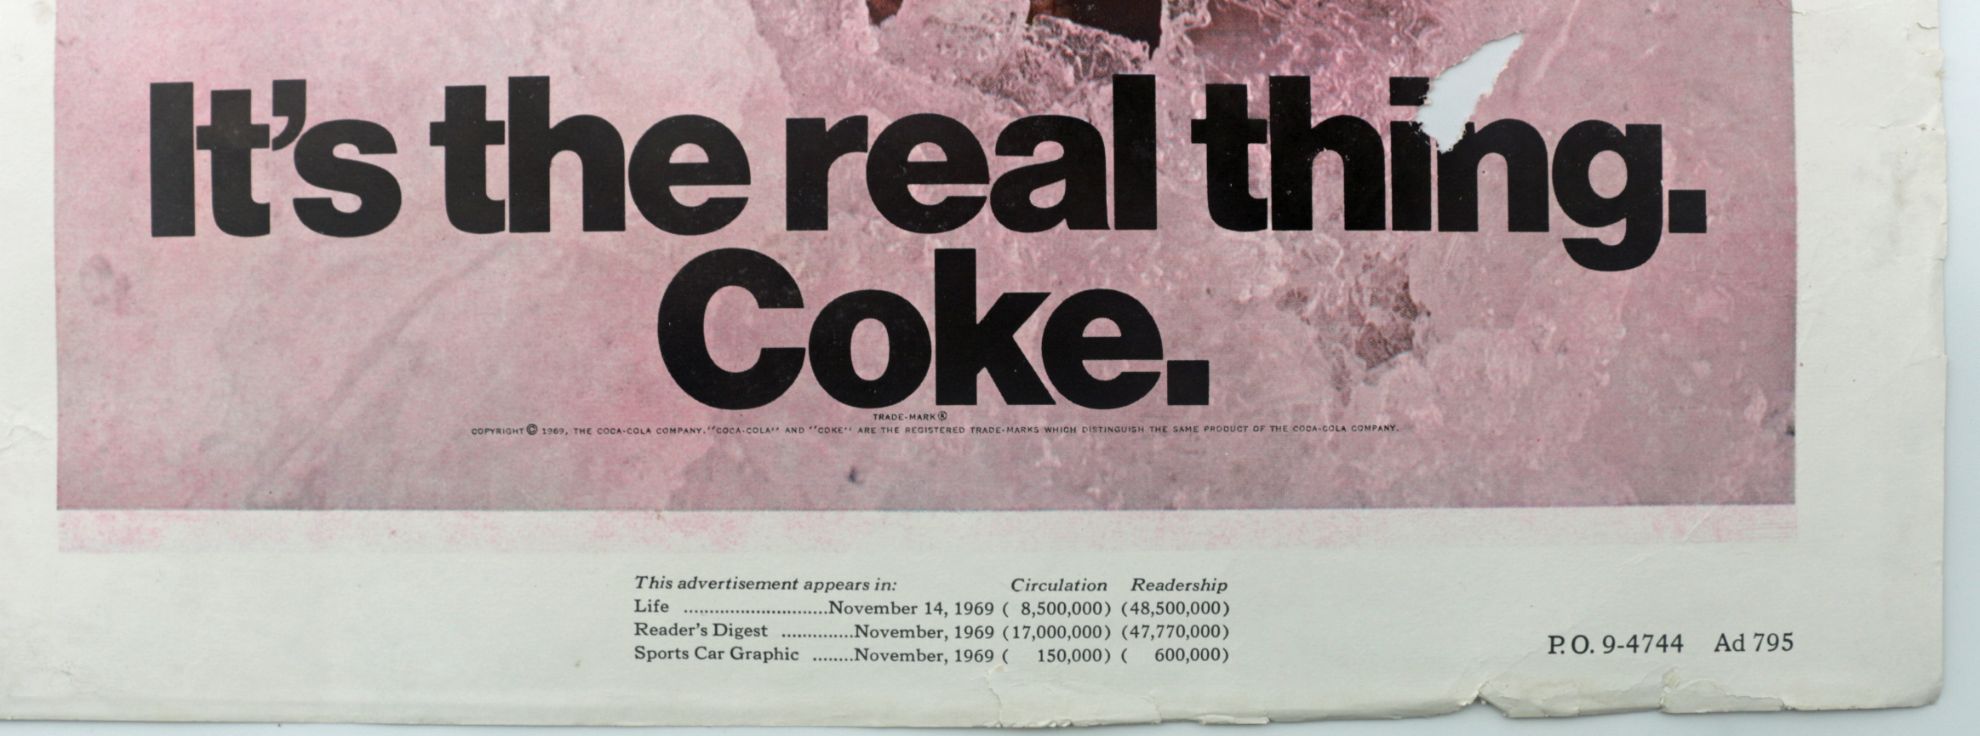 It's the real thing.
Coke.
TRADE-MARK ®
COPYRIGHT © 1969, THE COCA-COLA COMPANY. "COCA-COLA" AND "COKE" ARE THE REGISTERED TRADE-MARKS WHICH DISTINGUISH THE SAME PRODUCT OF THE COCA-COLA COMPANY.
This advertisement appears in: Circulation Readership
Life ............................November 14, 1969 ( 8,500,000) (48,500,000)
Reader's Digest ..............November, 1969 (17,000,000) (47,770,000)
Sports Car Graphic ........November, 1969 ( 150,000) ( 600,000)
P.O. 9-4744 Ad 795